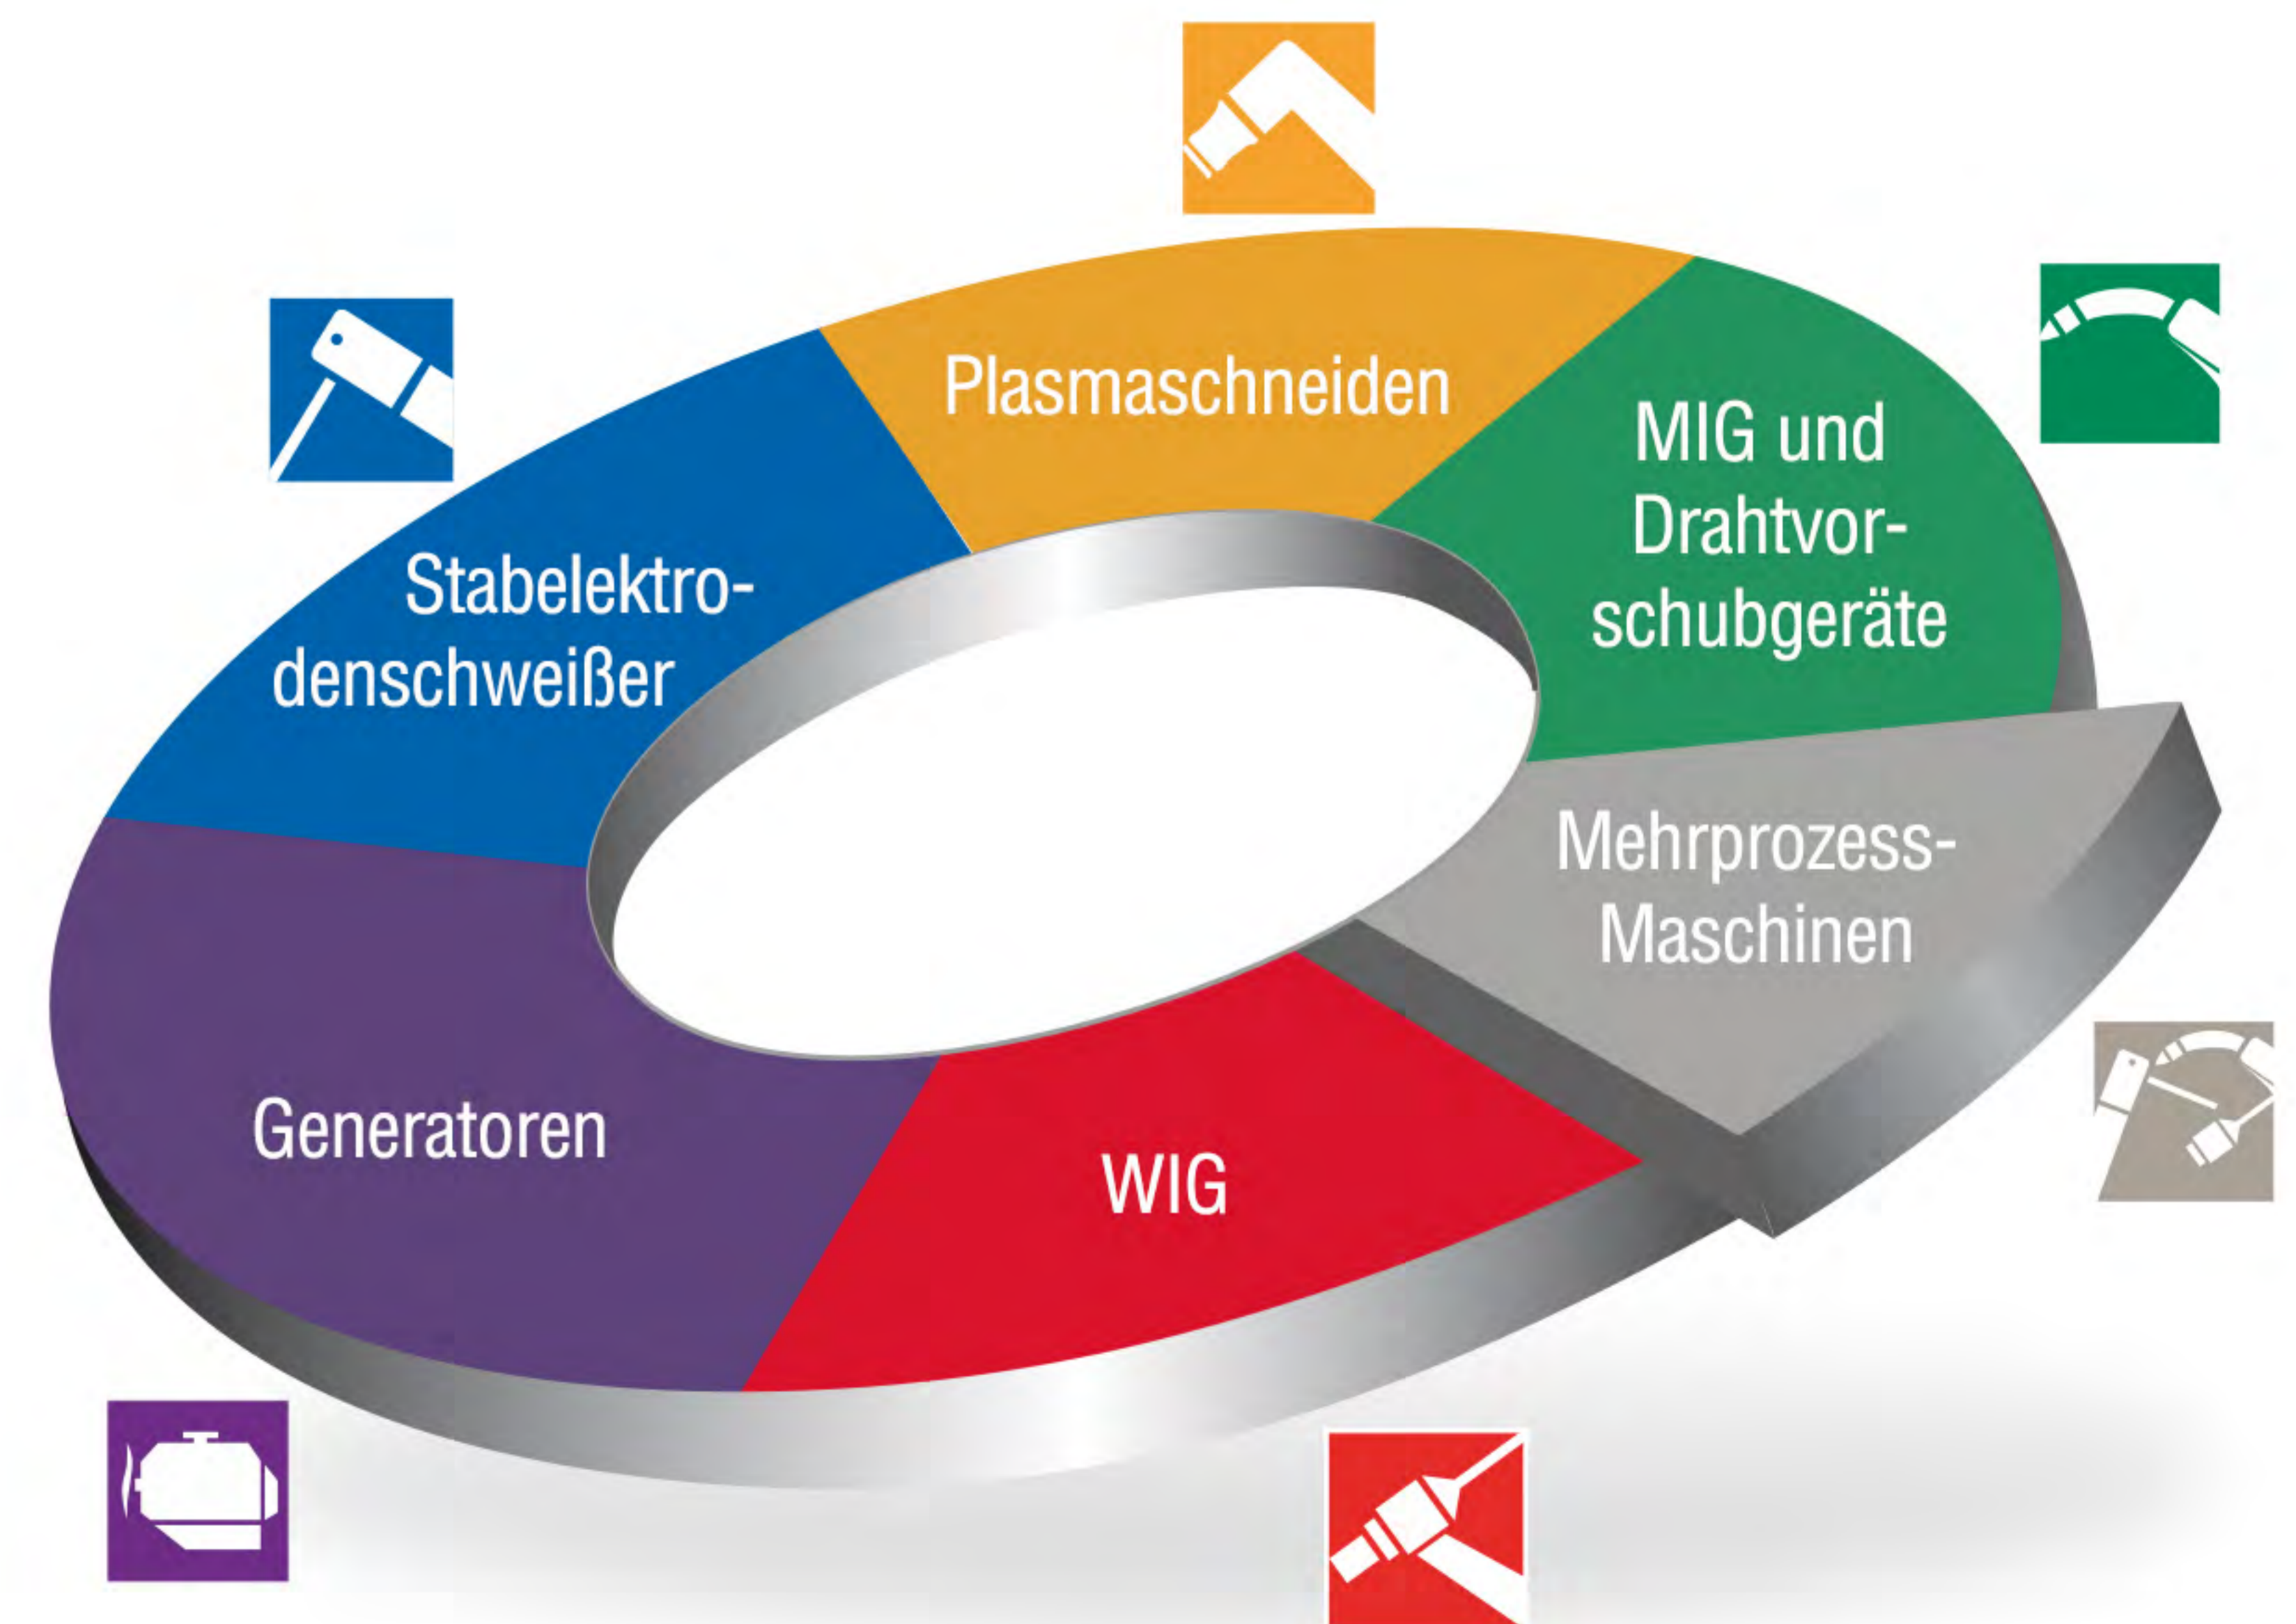 Plasmaschneiden
MIG und
Drahtvor-
schubgeräte
Stabelektro-
denschweißer
Mehrprozess-
Maschinen
Generatoren
WIG